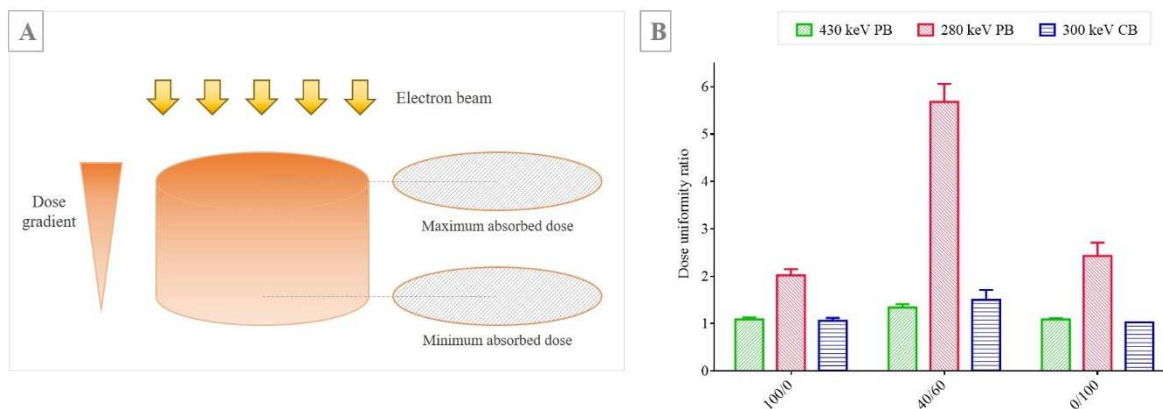 A
Electron beam
Dose
gradient
Maximum absorbed dose
Minimum absorbed dose
B
430 keV PB 280 keV PB 300 keV CB
Dose uniformity ratio
6
5
4
3
2
1
0
100/0 40/60 0/100